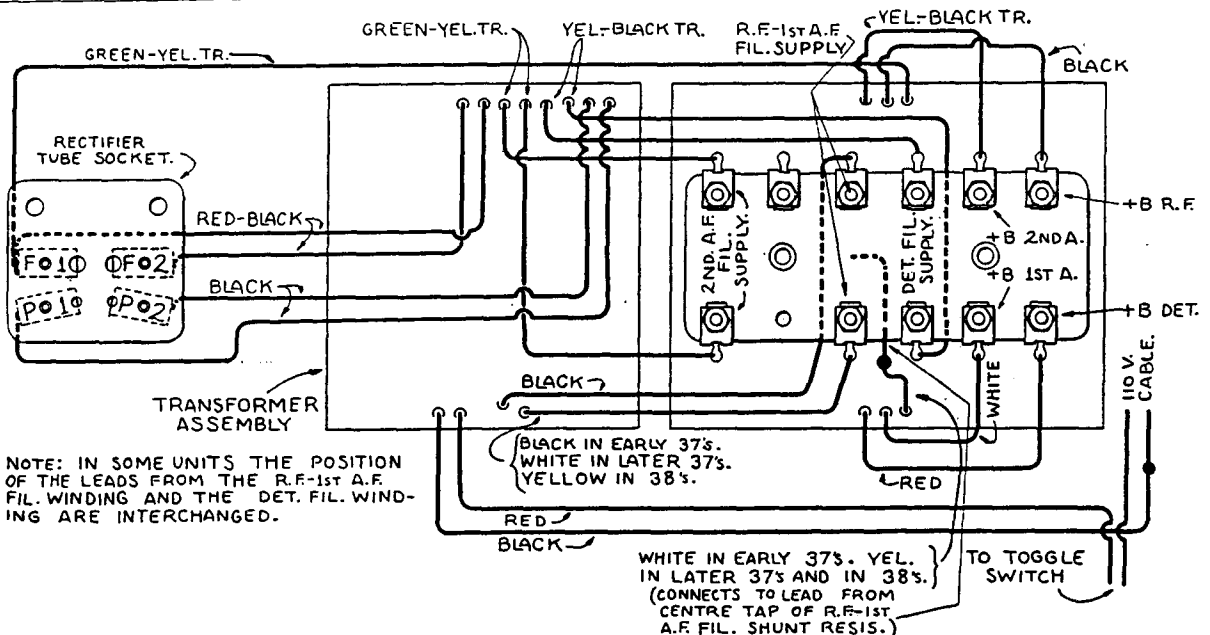 GREEN-YEL.TR.
YEL.-BLACK TR.
R.F.-1ST A.F.
FIL. SUPPLY
YEL.-BLACK TR.
BLACK
GREEN-YEL. TR.
RECTIFIER
TUBE SOCKET.
RED-BLACK
F 1
F 2
P 1
P 2
BLACK
2ND. A.F.
FIL.
SUPPLY.
DET. FIL.
SUPPLY.
+B R.F.
+B 2ND A.
+B 1ST A.
+B DET.
110 V.
CABLE.
WHITE
RED
TRANSFORMER
ASSEMBLY
BLACK
BLACK IN EARLY 37's.
WHITE IN LATER 37's.
YELLOW IN 38's.
NOTE: IN SOME UNITS THE POSITION
OF THE LEADS FROM THE R.F.-1ST A.F.
FIL. WINDING AND THE DET. FIL. WIND-
ING ARE INTERCHANGED.
RED
BLACK
WHITE IN EARLY 37's. YEL.
IN LATER 37's AND IN 38's.
(CONNECTS TO LEAD FROM
CENTRE TAP OF R.F.-1ST
A.F. FIL. SHUNT RESIS.)
TO TOGGLE
SWITCH